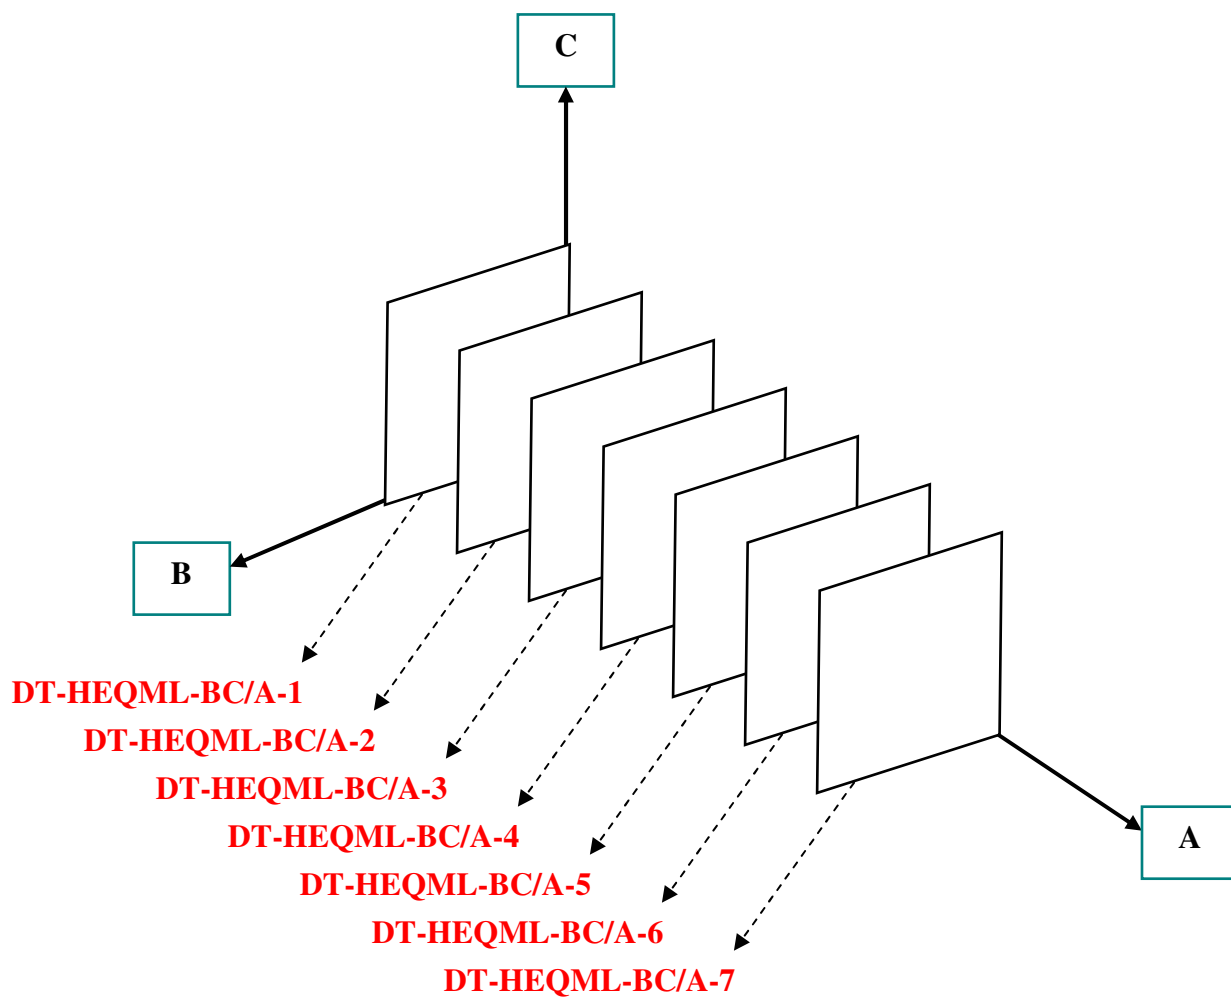 C
B
DT-HEQML-BC/A-1
DT-HEQML-BC/A-2
DT-HEQML-BC/A-3
DT-HEQML-BC/A-4
A
DT-HEQML-BC/A-5
DT-HEQML-BC/A-6
DT-HEQML-BC/A-7